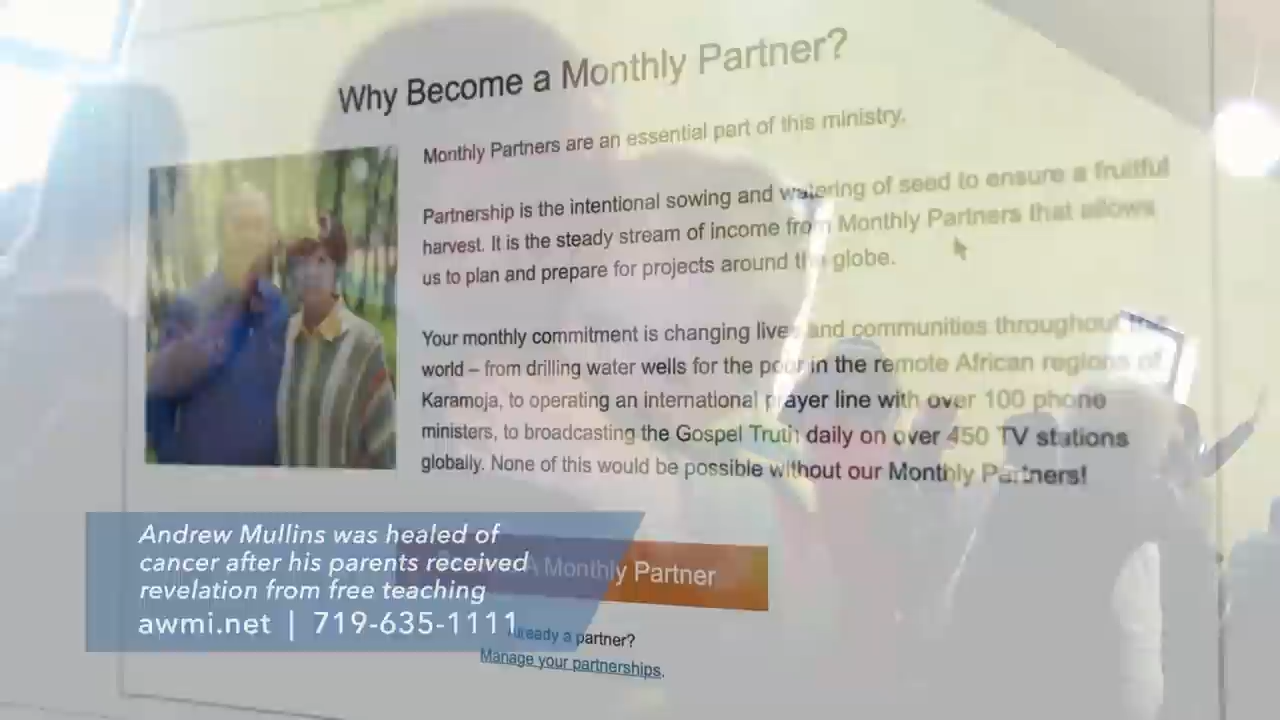 Why Become a Monthly Partner?
Monthly Partners are an essential part of this ministry.
Partnership is the intentional sowing and watering of seed to ensure a fruitful
harvest. It is the steady stream of income from Monthly Partners that allows
us to plan and prepare for projects around the globe.
Your monthly commitment is changing lives and communities throughout the
world – from drilling water wells for the poor in the remote African regions of
Karamoja, to operating an international prayer line with over 100 phone
ministers, to broadcasting the Gospel Truth daily on over 450 TV stations
globally. None of this would be possible without our Monthly Partners!
Andrew Mullins was healed of
cancer after his parents received
revelation from free teaching
awmi.net | 719-635-1111
A Monthly Partner
Already a partner?
Manage your partnerships.